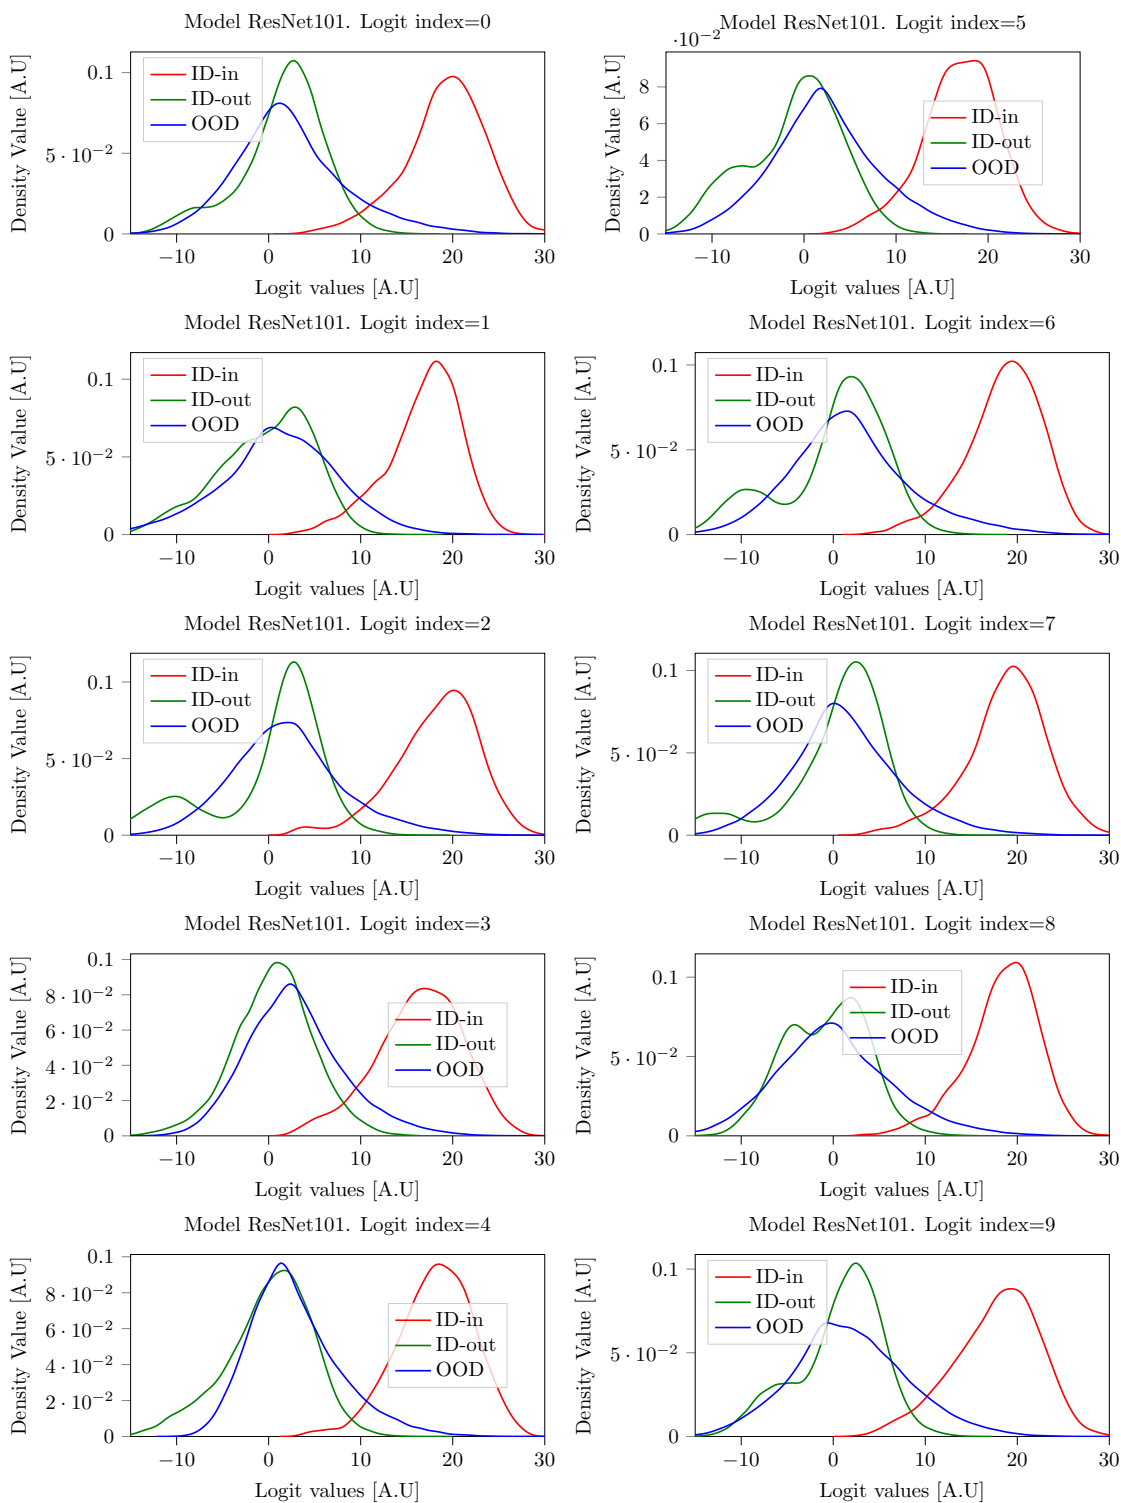 Model ResNet101. Logit index=0
Density Value [A.U]
0.1
5 · 10⁻²
0
ID-in
ID-out
OOD
−10 0 10 20 30
Logit values [A.U]
Model ResNet101. Logit index=5
·10⁻²
Density Value [A.U]
8
6
4
2
0
ID-in
ID-out
OOD
−10 0 10 20 30
Logit values [A.U]
Model ResNet101. Logit index=1
Density Value [A.U]
0.1
5 · 10⁻²
0
ID-in
ID-out
OOD
−10 0 10 20 30
Logit values [A.U]
Model ResNet101. Logit index=6
Density Value [A.U]
0.1
5 · 10⁻²
0
ID-in
ID-out
OOD
−10 0 10 20 30
Logit values [A.U]
Model ResNet101. Logit index=2
Density Value [A.U]
0.1
5 · 10⁻²
0
ID-in
ID-out
OOD
−10 0 10 20 30
Logit values [A.U]
Model ResNet101. Logit index=7
Density Value [A.U]
0.1
5 · 10⁻²
0
ID-in
ID-out
OOD
−10 0 10 20 30
Logit values [A.U]
Model ResNet101. Logit index=3
Density Value [A.U]
0.1
8 · 10⁻²
6 · 10⁻²
4 · 10⁻²
2 · 10⁻²
0
ID-in
ID-out
OOD
−10 0 10 20 30
Logit values [A.U]
Model ResNet101. Logit index=8
Density Value [A.U]
0.1
5 · 10⁻²
0
ID-in
ID-out
OOD
−10 0 10 20 30
Logit values [A.U]
Model ResNet101. Logit index=4
Density Value [A.U]
0.1
8 · 10⁻²
6 · 10⁻²
4 · 10⁻²
2 · 10⁻²
0
ID-in
ID-out
OOD
−10 0 10 20 30
Logit values [A.U]
Model ResNet101. Logit index=9
Density Value [A.U]
0.1
5 · 10⁻²
0
ID-in
ID-out
OOD
−10 0 10 20 30
Logit values [A.U]